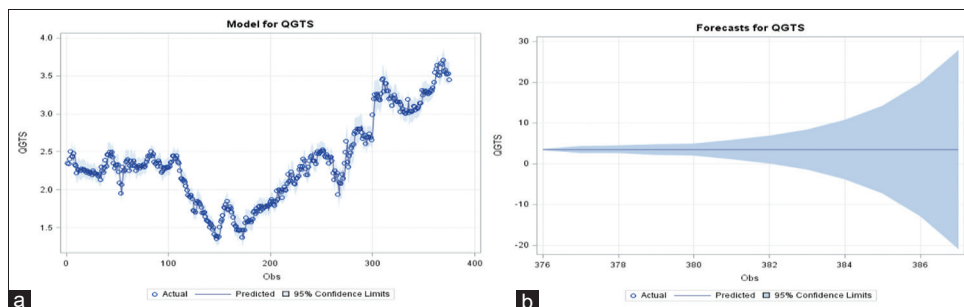 Model for QGTS
4.0
3.5
3.0
2.5
2.0
1.5
QGTS
0 100 200 300 400
Obs
Actual Predicted 95% Confidence Limits
a
Forecasts for QGTS
30
20
10
0
-10
-20
QGTS
376 378 380 382 384 386
Obs
Actual Predicted 95% Confidence Limits
b